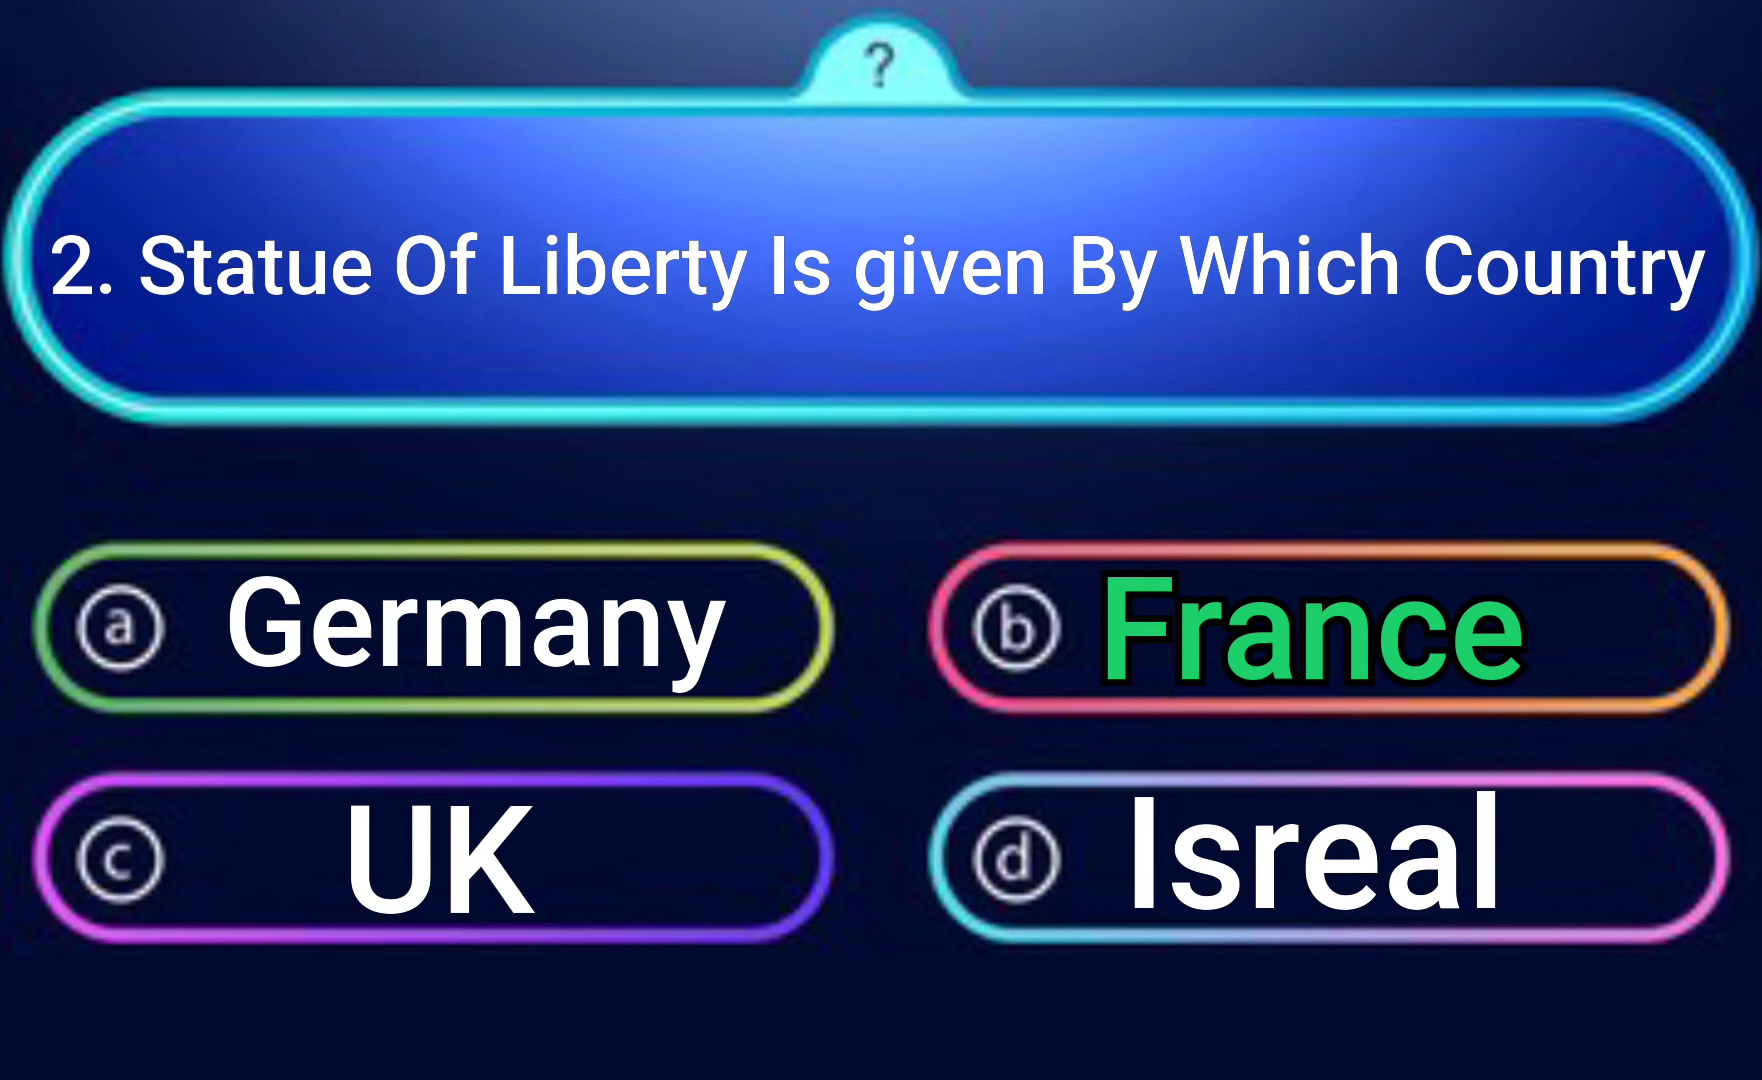 ?
2. Statue Of Liberty Is given By Which Country
a Germany
b France
c UK
d Isreal